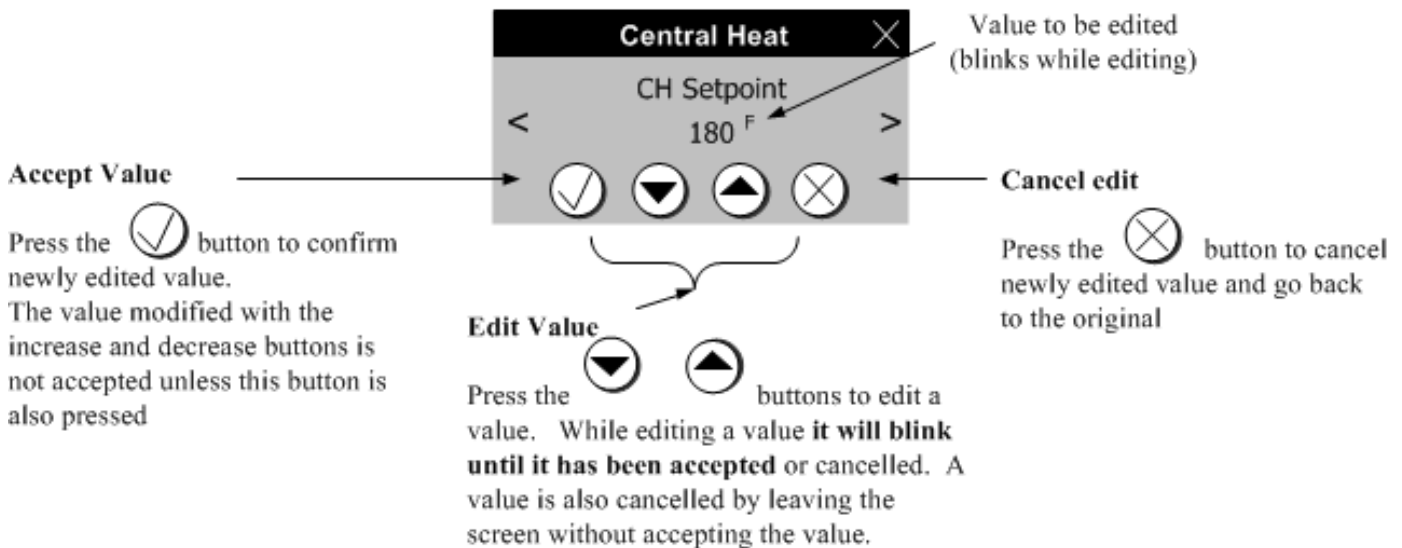 Central Heat
Value to be edited
(blinks while editing)
CH Setpoint
< 180 F >
Accept Value
Press the button to confirm
newly edited value.
The value modified with the
increase and decrease buttons is
not accepted unless this button is
also pressed
Edit Value
Press the buttons to edit a
value. While editing a value it will blink
until it has been accepted or cancelled. A
value is also cancelled by leaving the
screen without accepting the value.
Cancel edit
Press the button to cancel
newly edited value and go back
to the original